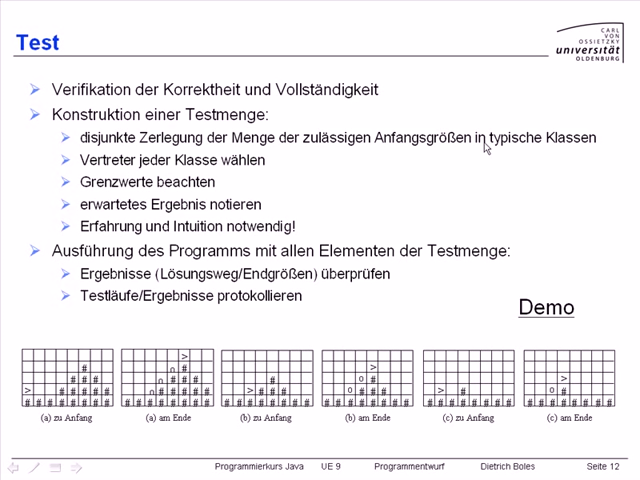 CARL
VON
OSSIETZKY
universität
OLDENBURG
Test
Verifikation der Korrektheit und Vollständigkeit
Konstruktion einer Testmenge:
disjunkte Zerlegung der Menge der zulässigen Anfangsgrößen in typische Klassen
Vertreter jeder Klasse wählen
Grenzwerte beachten
erwartetes Ergebnis notieren
Erfahrung und Intuition notwendig!
Ausführung des Programms mit allen Elementen der Testmenge:
Ergebnisse (Lösungsweg/Endgrößen) überprüfen
Testläufe/Ergebnisse protokollieren
Demo
(a) zu Anfang (a) am Ende (b) zu Anfang (b) am Ende (c) zu Anfang (c) am Ende
Programmierkurs Java UE 9 Programmentwurf Dietrich Boles Seite 12